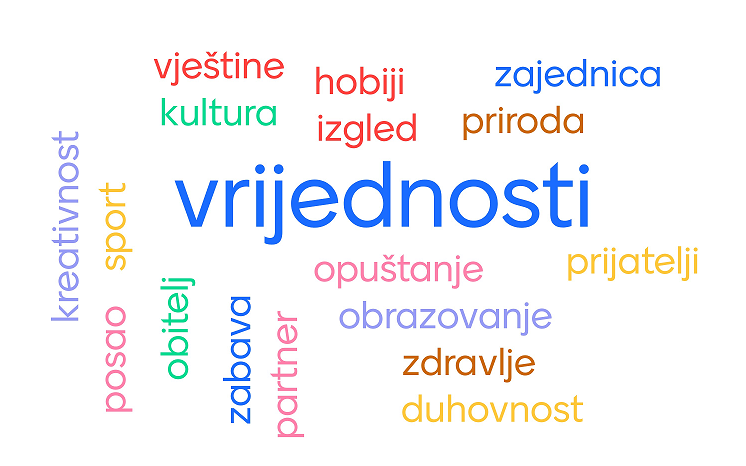 vještine
hobiji
zajednica
kultura
izgled
priroda
kreativnost
sport
vrijednosti
opuštanje
prijatelji
posao
obitelj
zabava
partner
obrazovanje
zdravlje
duhovnost